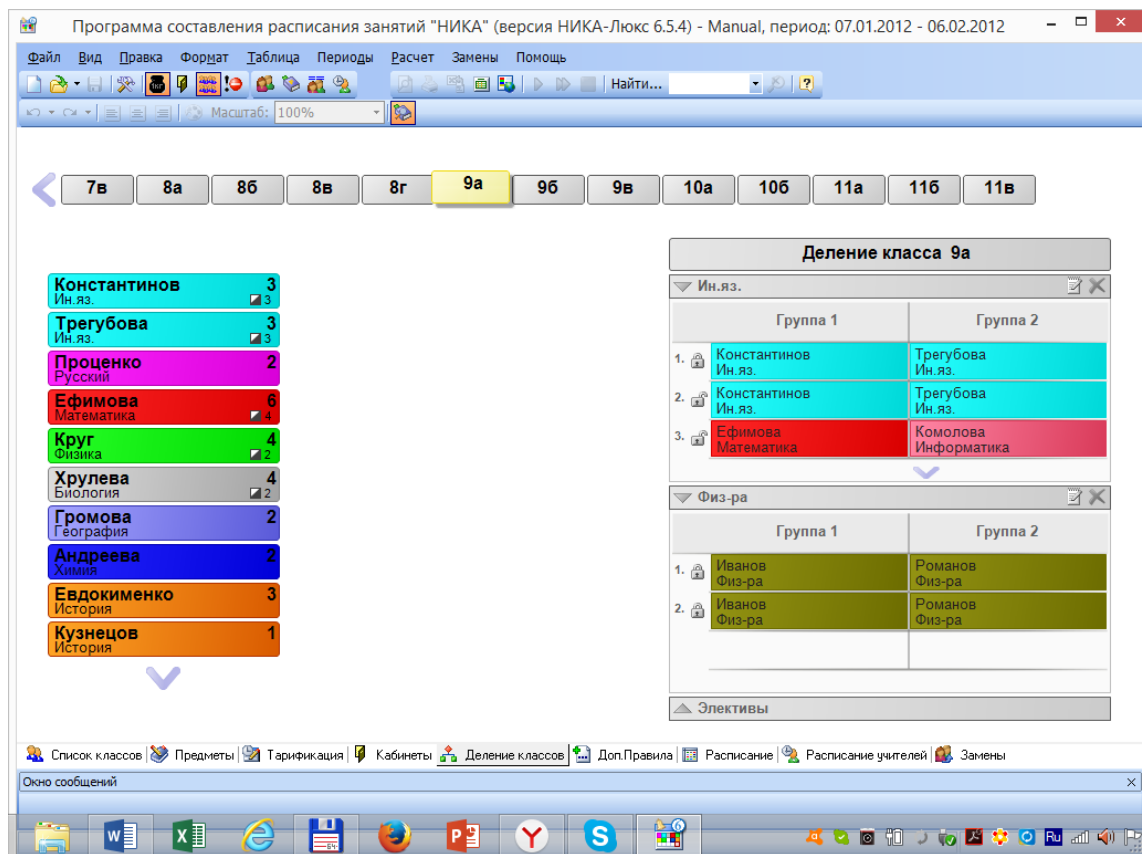 Программа составления расписания занятий "НИКА" (версия НИКА-Люкс 6.5.4) - Manual, период: 07.01.2012 - 06.02.2012
Файл Вид Правка Формат Таблица Периоды Расчет Замены Помощь
Найти...
Масштаб: 100%
7в 8а 8б 8в 8г 9а 9б 9в 10а 10б 11а 11б 11в
Константинов 3
Ин.яз. 3
Трегубова 3
Ин.яз. 3
Проценко 2
Русский
Ефимова 6
Математика 4
Круг 4
Физика 2
Хрулева 4
Биология 2
Громова 2
География
Андреева 2
Химия
Евдокименко 3
История
Кузнецов 1
История
Деление класса 9а
Ин.яз.
Группа 1 Группа 2
1. Константинов Трегубова
Ин.яз. Ин.яз.
2. Константинов Трегубова
Ин.яз. Ин.яз.
3. Ефимова Комолова
Математика Информатика
Физ-ра
Группа 1 Группа 2
1. Иванов Романов
Физ-ра Физ-ра
2. Иванов Романов
Физ-ра Физ-ра
Элективы
Список классов Предметы Тарификация Кабинеты Деление классов Доп.Правила Расписание Расписание учителей Замены
Окно сообщений
Ru